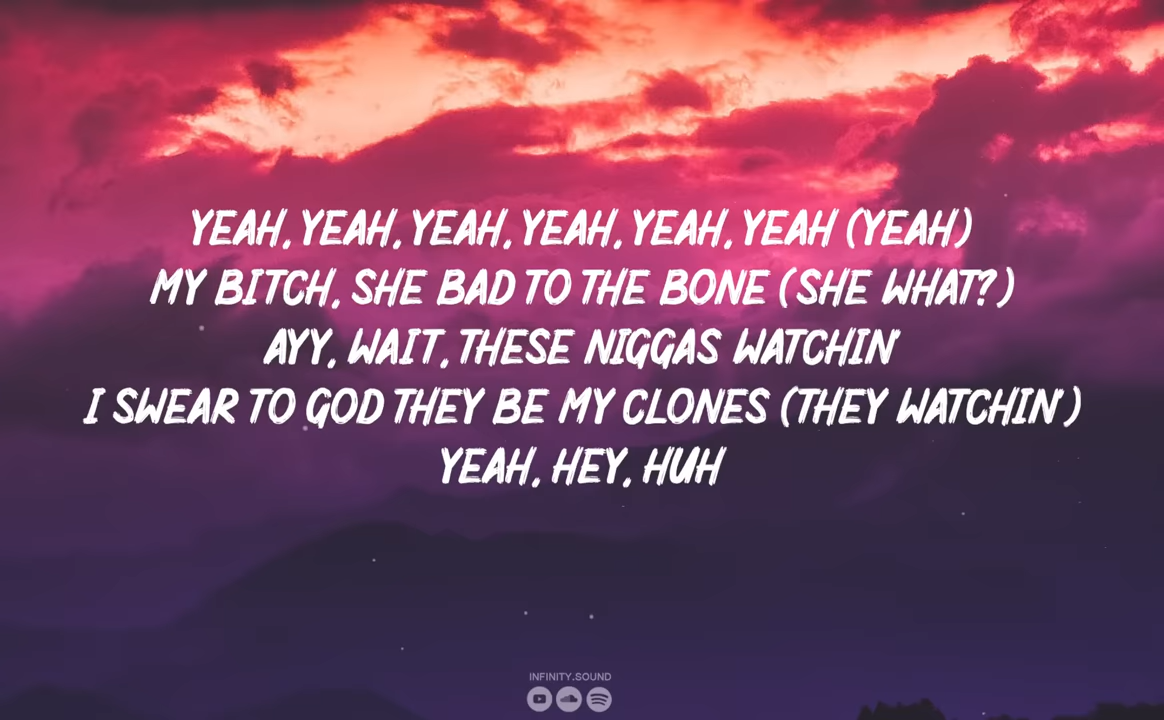 YEAH, YEAH, YEAH, YEAH, YEAH, YEAH (YEAH)
MY BITCH, SHE BAD TO THE BONE (SHE WHAT?)
AYY, WAIT, THESE NIGGAS WATCHIN'
I SWEAR TO GOD THEY BE MY CLONES (THEY WATCHIN')
YEAH, HEY, HUH
INFINITY.SOUND